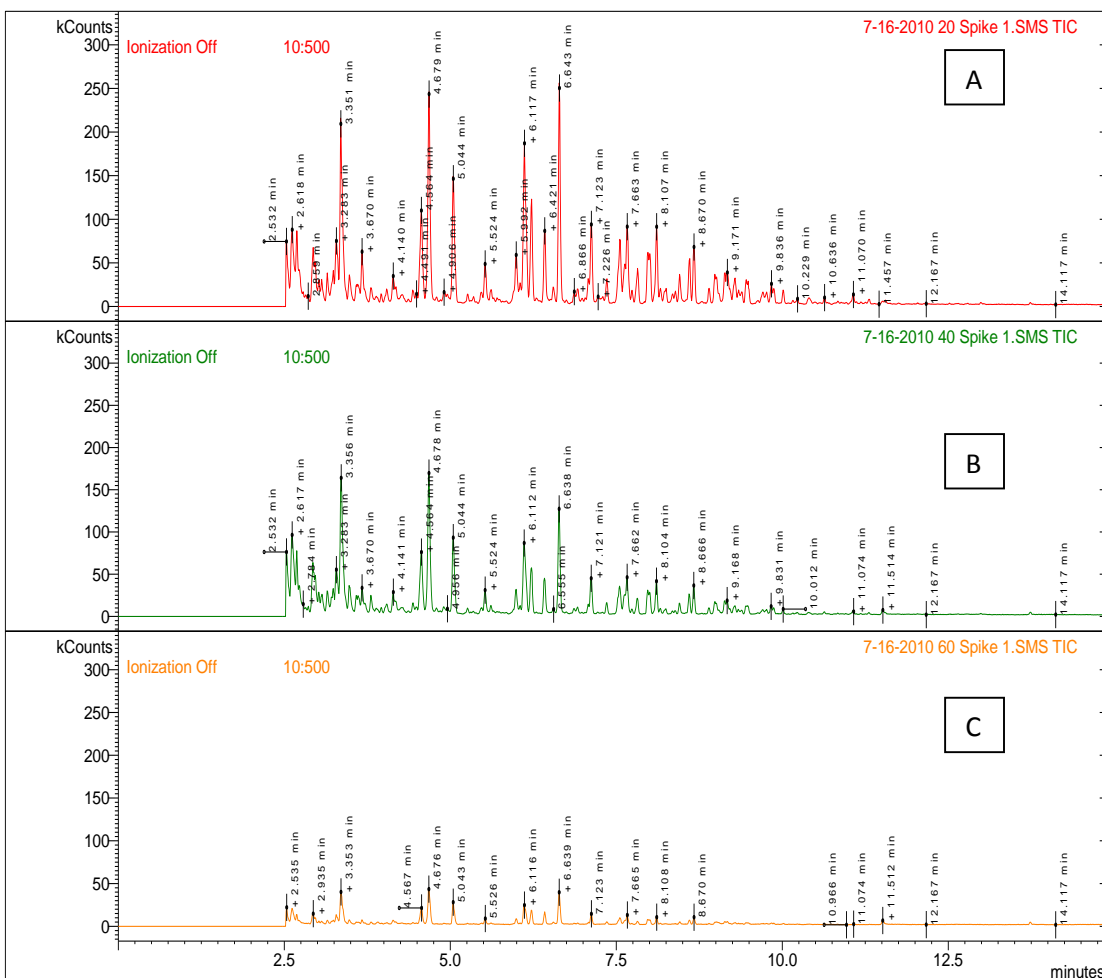 kCounts
7-16-2010 20 Spike 1.SMS TIC
Ionization Off 10:500
A
300
250
200
150
100
50
0
2.532 min
+ 2.618 min
2.859 min
+ 3.283 min
3.351 min
+ 3.670 min
+ 4.140 min
+ 4.491 min
4.564 min
4.679 min
+ 4.906 min
5.044 min
+ 5.524 min
+ 5.992 min
+ 6.117 min
+ 6.421 min
6.643 min
+ 6.866 min
7.123 min
+ 7.226 min
+ 7.663 min
+ 8.107 min
+ 8.670 min
+ 9.171 min
+ 9.836 min
10.229 min
+ 10.636 min
+ 11.070 min
11.457 min
12.167 min
14.117 min
kCounts
7-16-2010 40 Spike 1.SMS TIC
Ionization Off 10:500
B
300
250
200
150
100
50
0
2.532 min
+ 2.617 min
+ 2.784 min
+ 3.283 min
3.356 min
+ 3.670 min
+ 4.141 min
+ 4.564 min
4.678 min
4.956 min
5.044 min
+ 5.524 min
+ 6.112 min
6.555 min
6.638 min
+ 7.121 min
+ 7.662 min
+ 8.104 min
+ 8.666 min
+ 9.168 min
+ 9.831 min
10.012 min
+ 11.074 min
+ 11.514 min
12.167 min
14.117 min
kCounts
7-16-2010 60 Spike 1.SMS TIC
Ionization Off 10:500
C
300
250
200
150
100
50
0
+ 2.535 min
+ 2.935 min
+ 3.353 min
4.567 min
4.676 min
5.043 min
5.526 min
+ 6.116 min
+ 6.639 min
+ 7.123 min
+ 7.665 min
+ 8.108 min
8.670 min
10.966 min
+ 11.074 min
+ 11.512 min
12.167 min
14.117 min
2.5 5.0 7.5 10.0 12.5
minutes